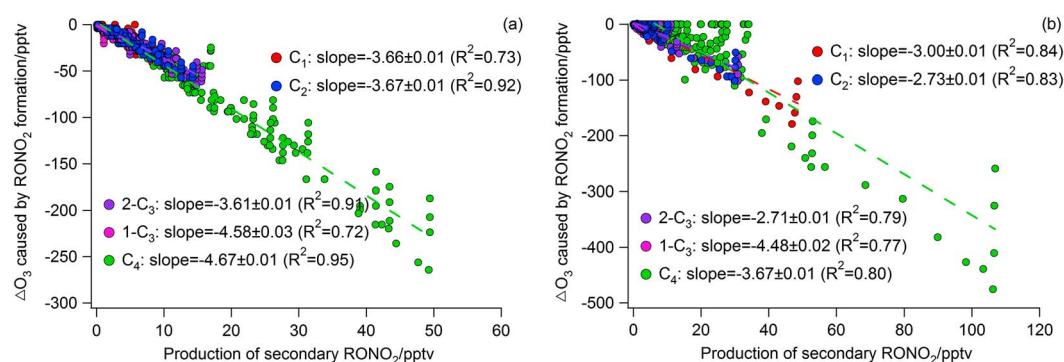 (a)
C₁: slope=-3.66±0.01 (R²=0.73)
C₂: slope=-3.67±0.01 (R²=0.92)
2-C₃: slope=-3.61±0.01 (R²=0.91)
1-C₃: slope=-4.58±0.03 (R²=0.72)
C₄: slope=-4.67±0.01 (R²=0.95)
△O₃ caused by RONO₂ formation/pptv
0
-50
-100
-150
-200
-250
-300
0 10 20 30 40 50 60
Production of secondary RONO₂/pptv
(b)
C₁: slope=-3.00±0.01 (R²=0.84)
C₂: slope=-2.73±0.01 (R²=0.83)
2-C₃: slope=-2.71±0.01 (R²=0.79)
1-C₃: slope=-4.48±0.02 (R²=0.77)
C₄: slope=-3.67±0.01 (R²=0.80)
△O₃ caused by RONO₂ formation/pptv
0
-100
-200
-300
-400
-500
0 20 40 60 80 100 120
Production of secondary RONO₂/pptv